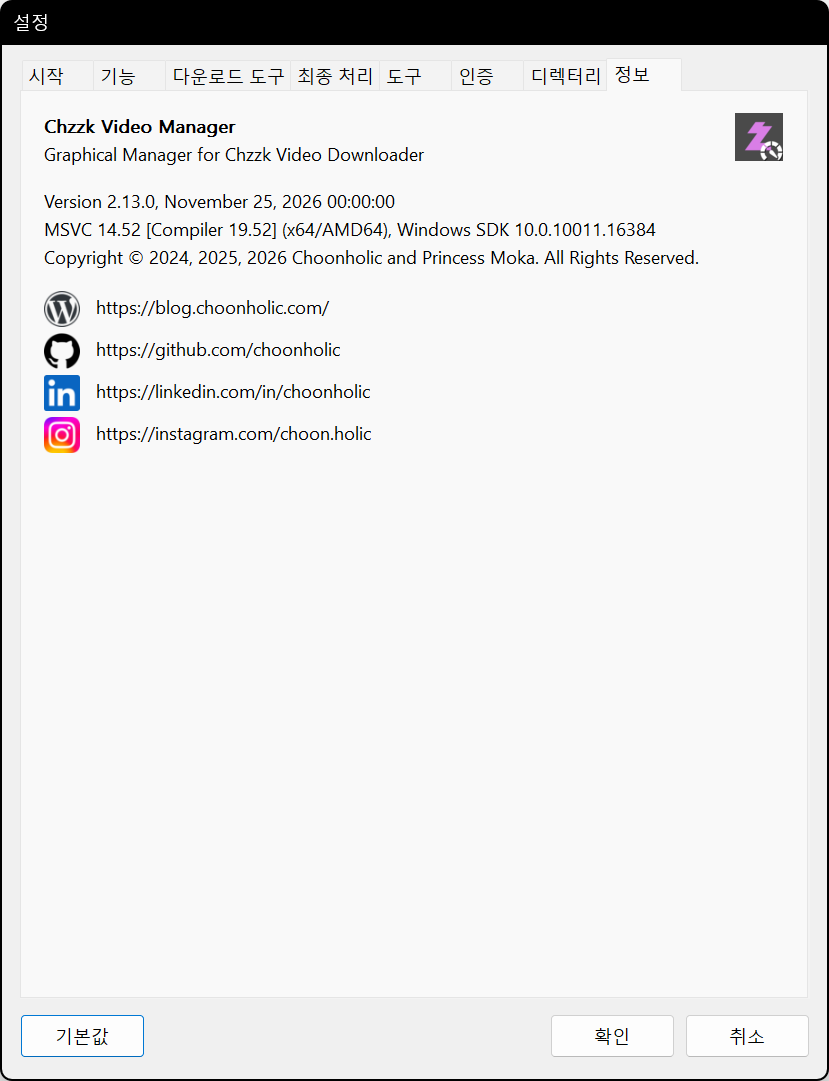 설정
시작 기능 다운로드 도구 최종 처리 도구 인증 디렉터리 정보
Chzzk Video Manager
Graphical Manager for Chzzk Video Downloader
Version 2.13.0, November 25, 2026 00:00:00
MSVC 14.52 [Compiler 19.52] (x64/AMD64), Windows SDK 10.0.10011.16384
Copyright © 2024, 2025, 2026 Choonholic and Princess Moka. All Rights Reserved.
https://blog.choonholic.com/
https://github.com/choonholic
https://linkedin.com/in/choonholic
https://instagram.com/choon.holic
기본값 확인 취소